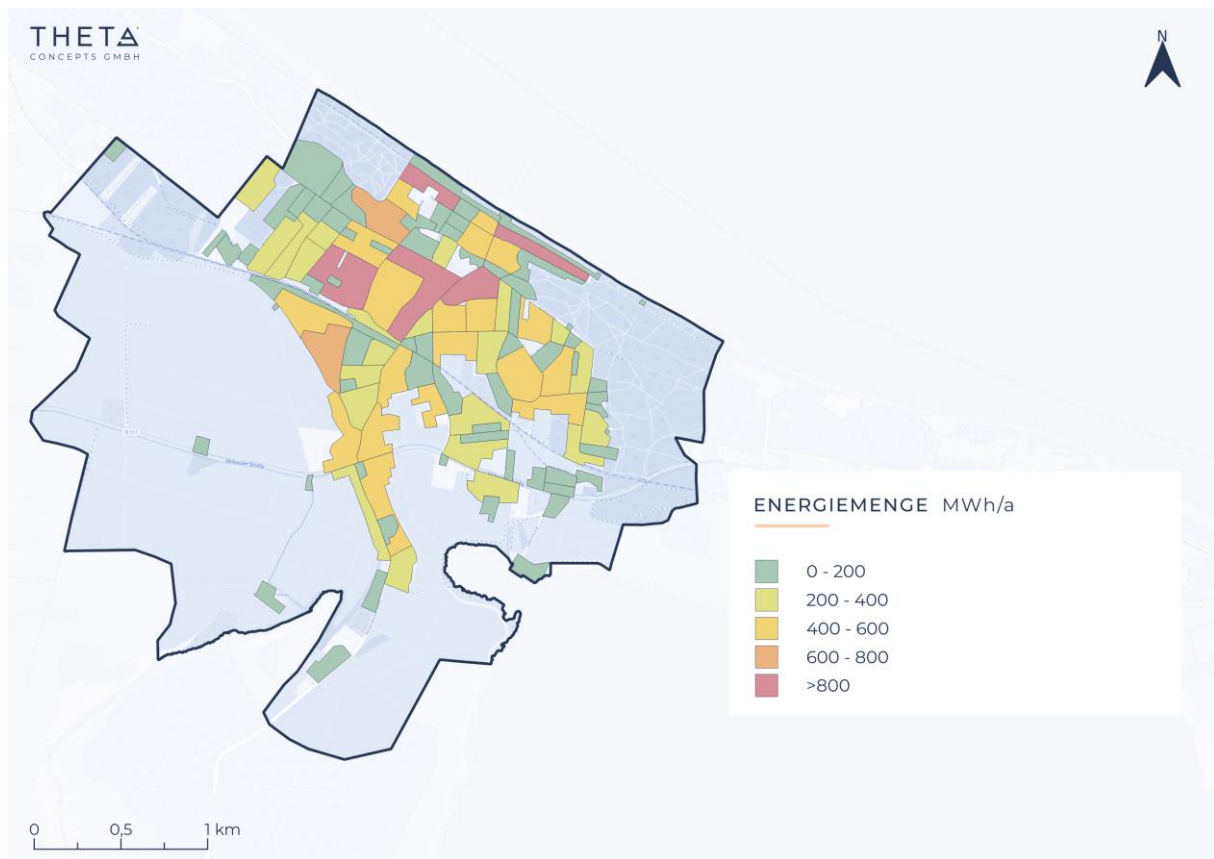 THETA
CONCEPTS GMBH
N
B 111
ENERGIEMENGE MWh/a
0 - 200
200 - 400
400 - 600
600 - 800
>800
0 0,5 1 km